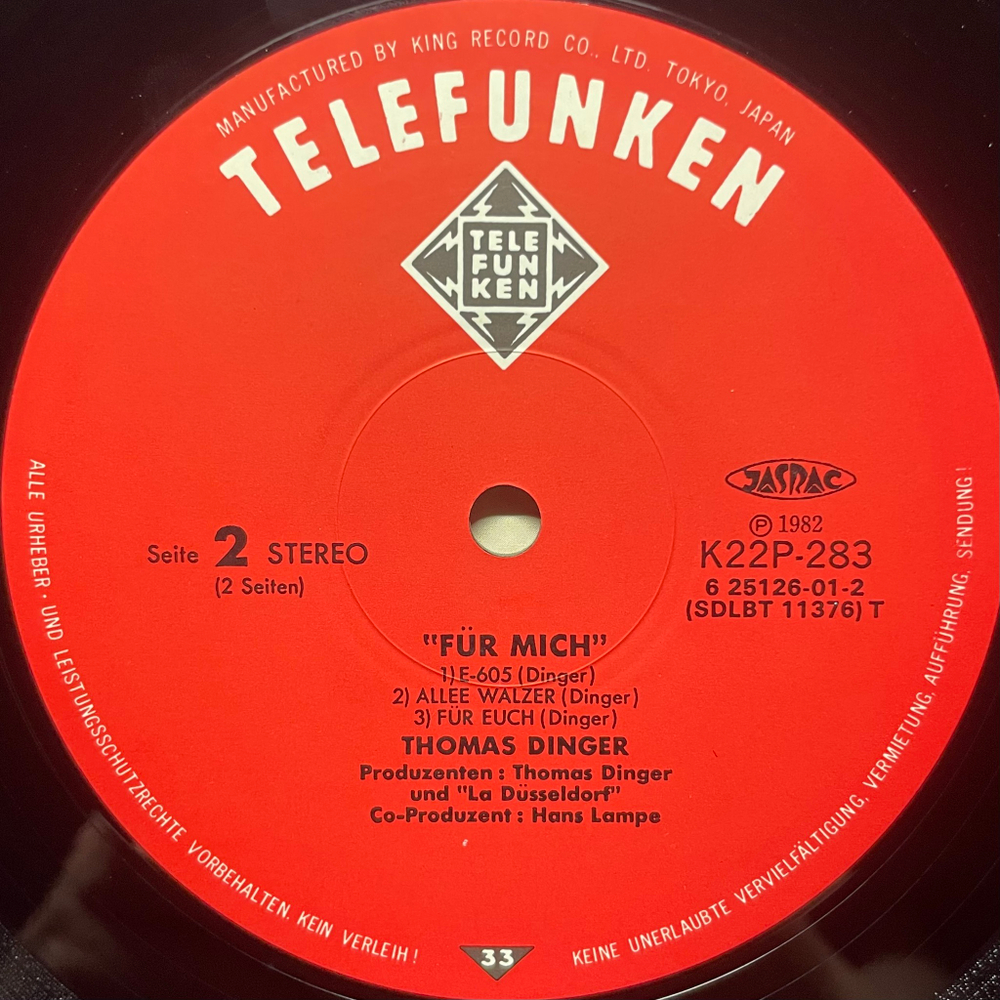 MANUFACTURED BY KING RECORD CO., LTD. TOKYO, JAPAN
TELEFUNKEN
TELE
FUN
KEN
JASRAC
Ⓟ 1982
K22P-283
6 25126-01-2
(SDLBT 11376) T
Seite 2 STEREO
(2 Seiten)
"FÜR MICH"
1) E-605 (Dinger)
2) ALLEE WALZER (Dinger)
3) FÜR EUCH (Dinger)
THOMAS DINGER
Produzenten : Thomas Dinger
und "La Düsseldorf"
Co-Produzent : Hans Lampe
ALLE URHEBER · UND LEISTUNGSSCHUTZRECHTE VORBEHALTEN. KEIN VERLEIH !
33
KEINE UNERLAUBTE VERVIELFÄLTIGUNG, VERMIETUNG, AUFFÜHRUNG, SENDUNG !